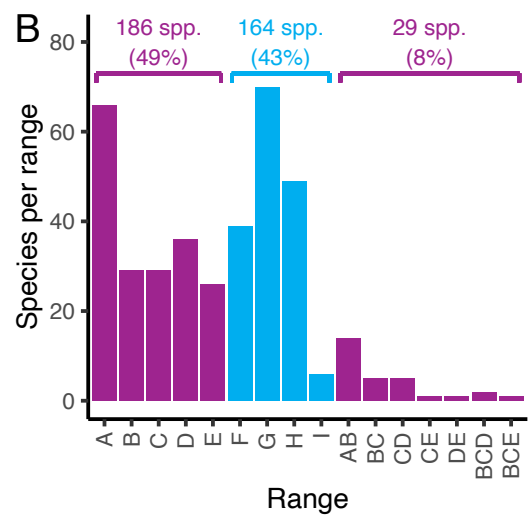 B
186 spp.
(49%)
164 spp.
(43%)
29 spp.
(8%)
Species per range
80
60
40
20
0
A
B
C
D
E
F
G
H
I
AB
BC
CD
CE
DE
BCD
BCE
Range